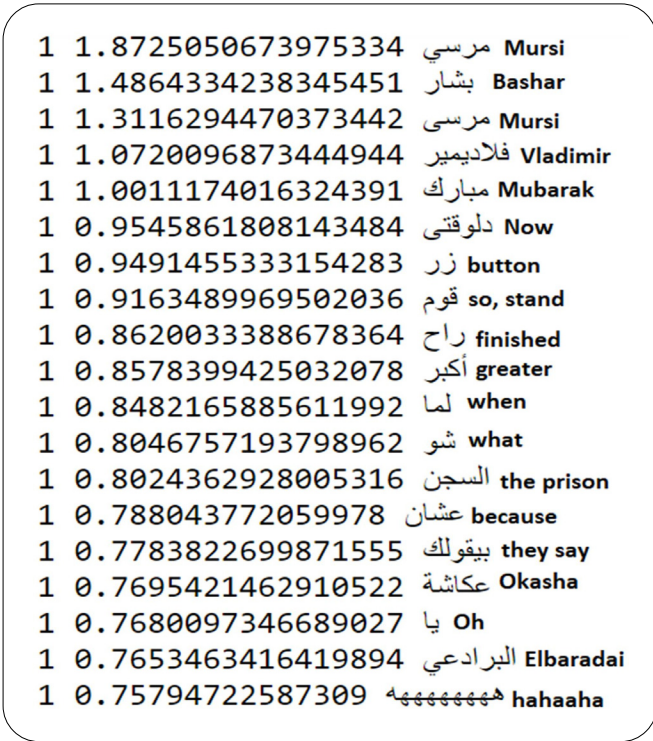 1 1.8725050673975334 مرسي Mursi
1 1.4864334238345451 بشار Bashar
1 1.3116294470373442 مرسى Mursi
1 1.0720096873444944 فلاديمير Vladimir
1 1.0011174016324391 مبارك Mubarak
1 0.9545861808143484 دلوقتى Now
1 0.9491455333154283 زر button
1 0.9163489969502036 قوم so, stand
1 0.8620033388678364 راح finished
1 0.8578399425032078 أكبر greater
1 0.8482165885611992 لما when
1 0.8046757193798962 شو what
1 0.8024362928005316 السجن the prison
1 0.788043772059978 عشان because
1 0.7783822699871555 بيقولك they say
1 0.7695421462910522 عكاشة Okasha
1 0.7680097346689027 يا Oh
1 0.7653463416419894 البرادعي Elbaradai
1 0.75794722587309 ههههههههه hahaaha